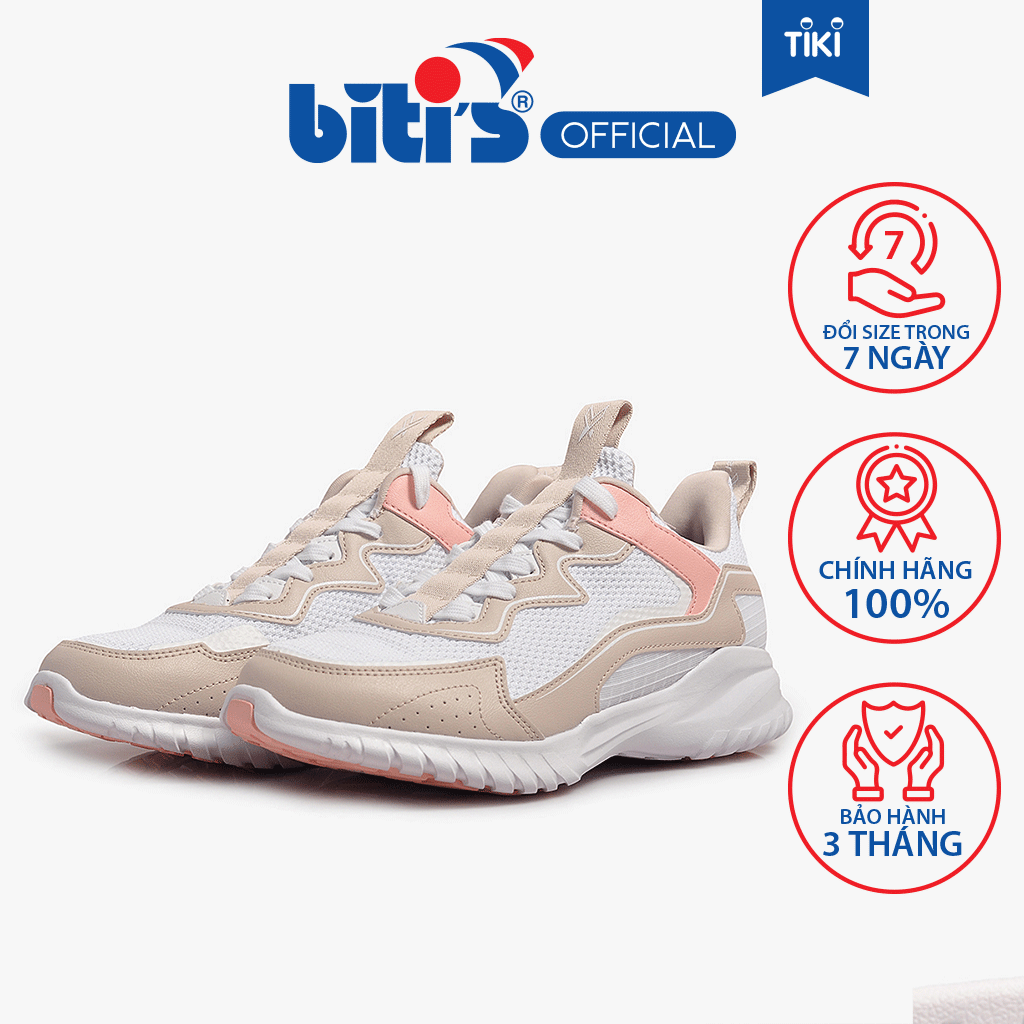 TiKi
biti's®
OFFICIAL
7
ĐỔI SIZE TRONG
7 NGÀY
CHÍNH HÃNG
100%
BẢO HÀNH
3 THÁNG